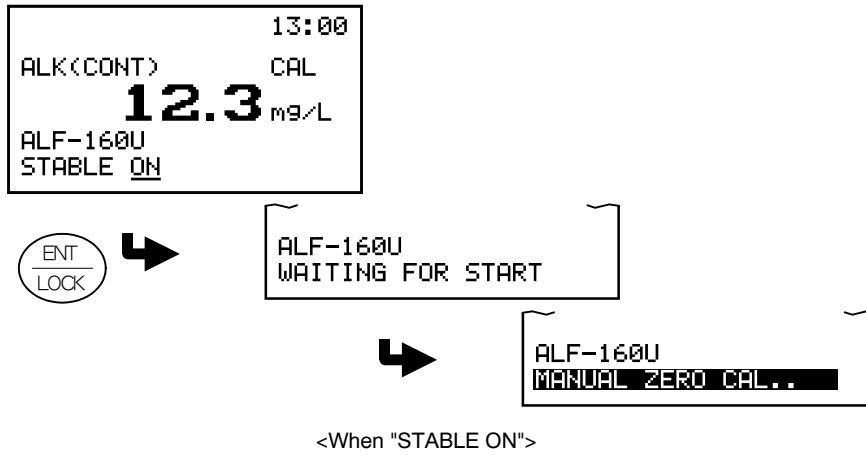 13:00
ALK(CONT) CAL
12.3 mg/L
ALF-160U
STABLE ON
ENT
LOCK
ALF-160U
WAITING FOR START
ALF-160U
MANUAL ZERO CAL..
<When "STABLE ON">